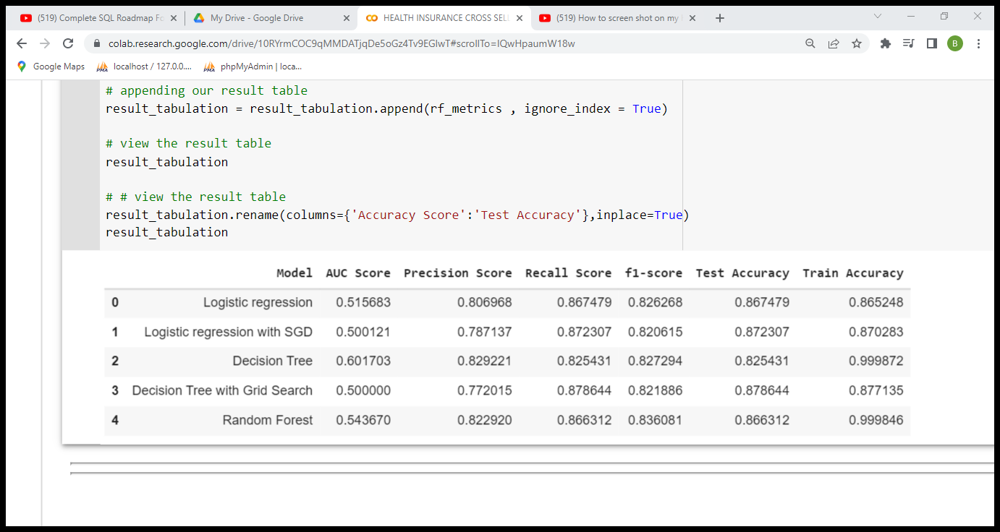 (519) Complete SQL Roadmap Fo
My Drive - Google Drive
HEALTH INSURANCE CROSS SELL
(519) How to screen shot on my
colab.research.google.com/drive/10RYrmCOC9qMMDATjqDe5oGz4Tv9EGlwT#scrollTo=IQwHpaumW18w
B
Google Maps
localhost / 127.0.0....
phpMyAdmin | loca...
# appending our result table
result_tabulation = result_tabulation.append(rf_metrics , ignore_index = True)
# view the result table
result_tabulation
# # view the result table
result_tabulation.rename(columns={'Accuracy Score':'Test Accuracy'},inplace=True)
result_tabulation
Model AUC Score Precision Score Recall Score f1-score Test Accuracy Train Accuracy
0 Logistic regression 0.515683 0.806968 0.867479 0.826268 0.867479 0.865248
1 Logistic regression with SGD 0.500121 0.787137 0.872307 0.820615 0.872307 0.870283
2 Decision Tree 0.601703 0.829221 0.825431 0.827294 0.825431 0.999872
3 Decision Tree with Grid Search 0.500000 0.772015 0.878644 0.821886 0.878644 0.877135
4 Random Forest 0.543670 0.822920 0.866312 0.836081 0.866312 0.999846